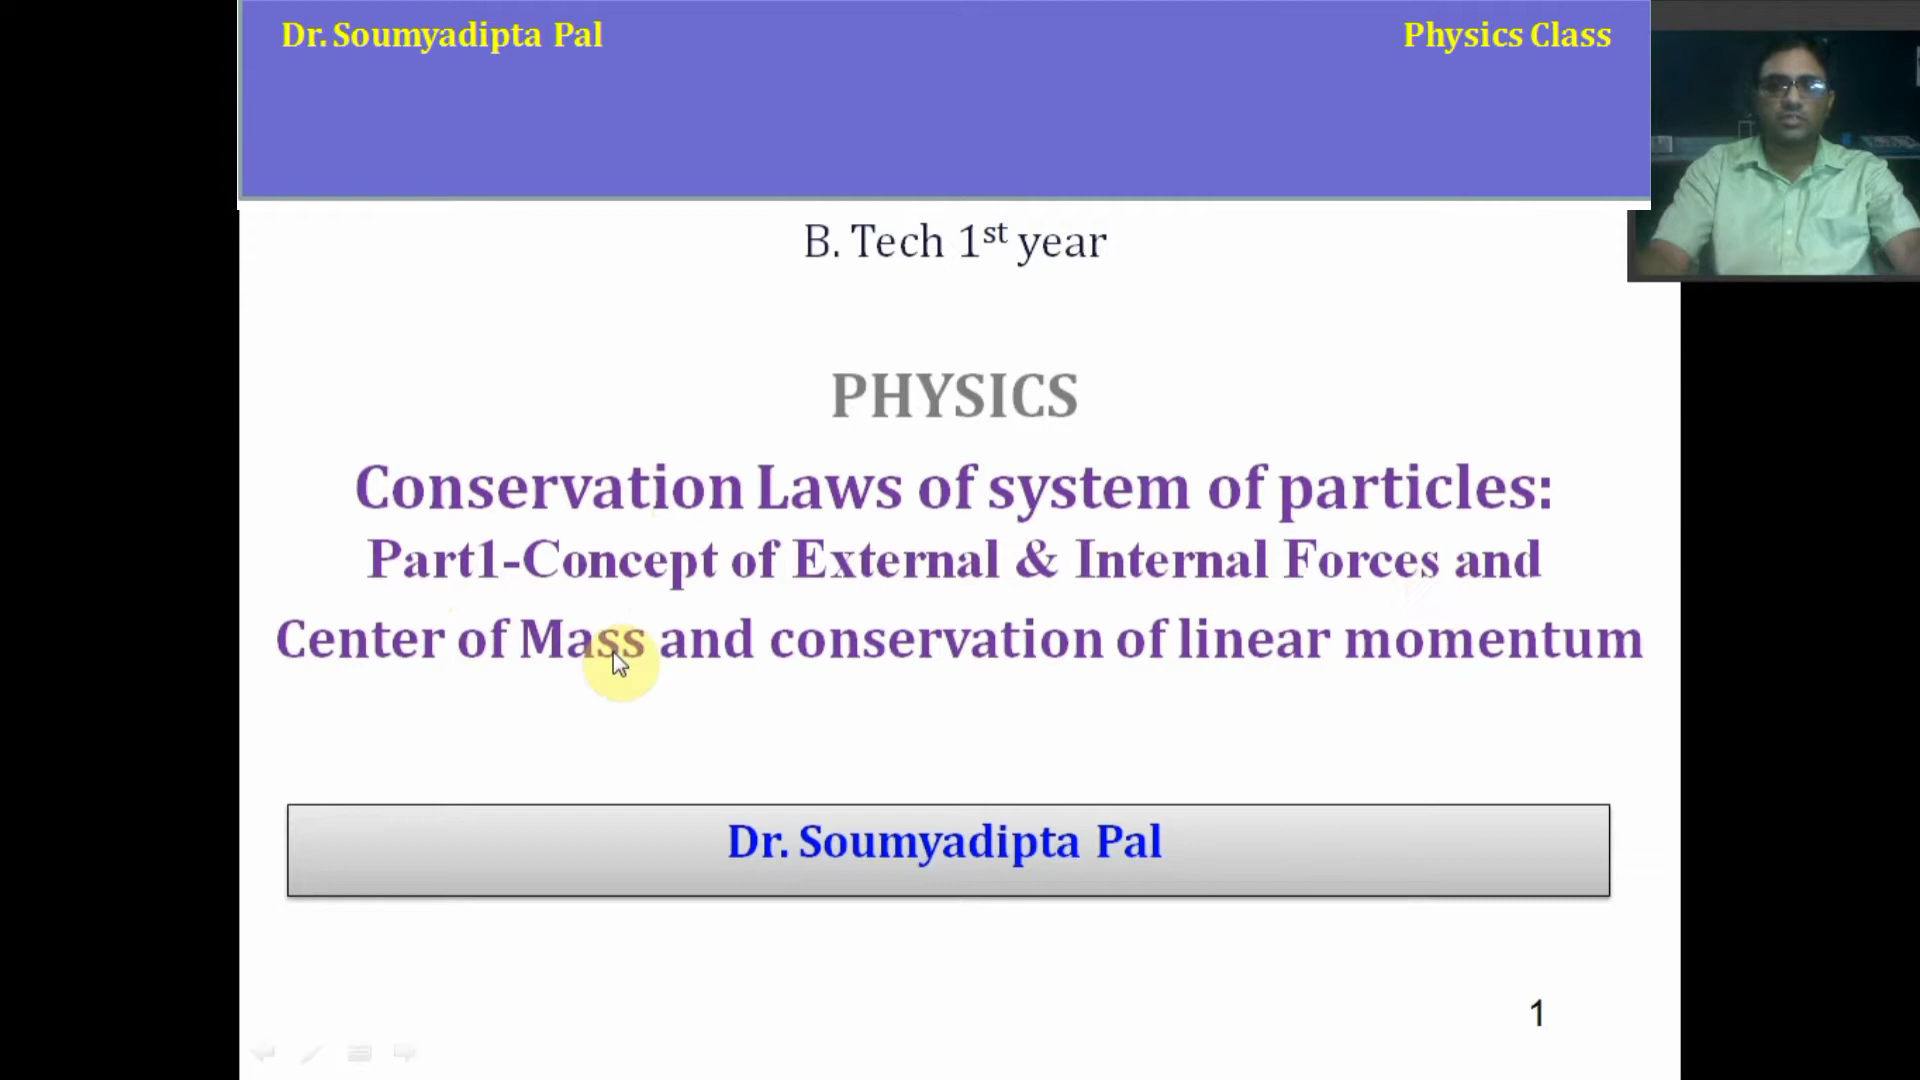 Dr. Soumyadipta Pal
Physics Class
B. Tech 1st year
PHYSICS
Conservation Laws of system of particles:
Part1-Concept of External & Internal Forces and
Center of Mass and conservation of linear momentum
Dr. Soumyadipta Pal
1